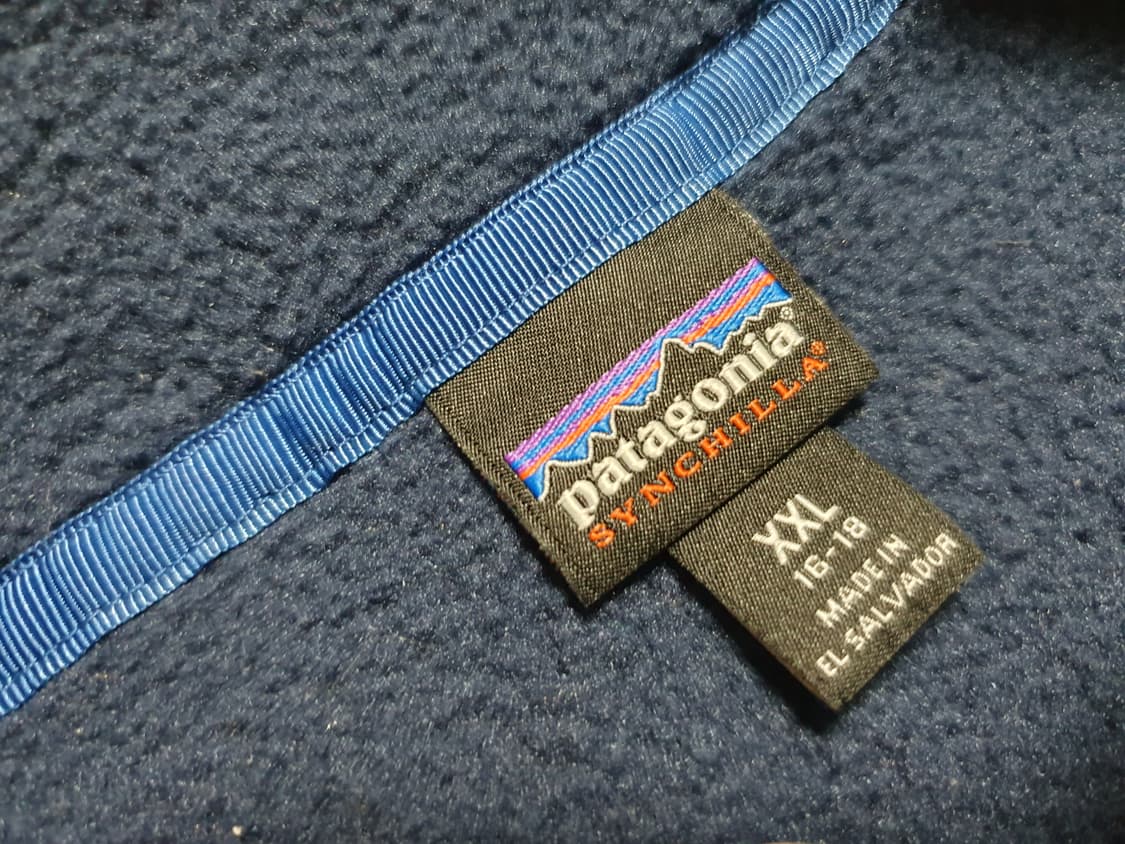 patagonia®
SYNCHILLA®
XXL
16-18
MADE IN
EL SALVADOR